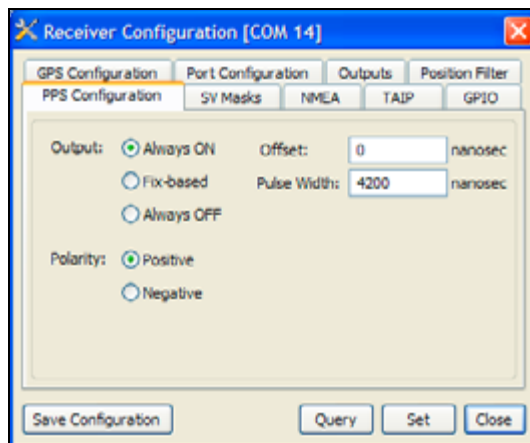 Receiver Configuration [COM 14]
GPS Configuration Port Configuration Outputs Position Filter
PPS Configuration SV Masks NMEA TAIP GPIO
Output: Always ON Offset: 0 nanosec
Fix-based Pulse Width: 4200 nanosec
Always OFF
Polarity: Positive
Negative
Save Configuration Query Set Close